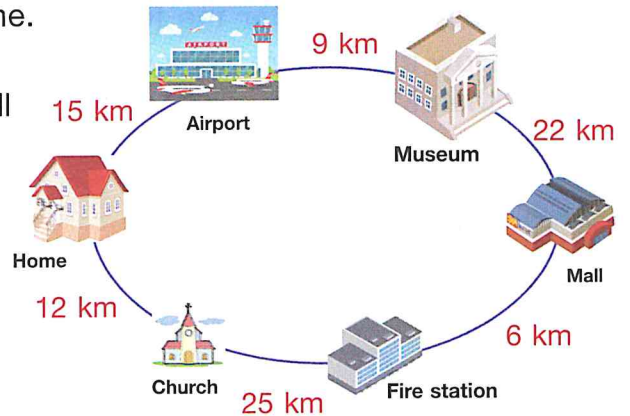 ne.
ll
AIRPORT
9 km
15 km
Airport
Museum
22 km
Home
Mall
12 km
6 km
Church
Fire station
25 km